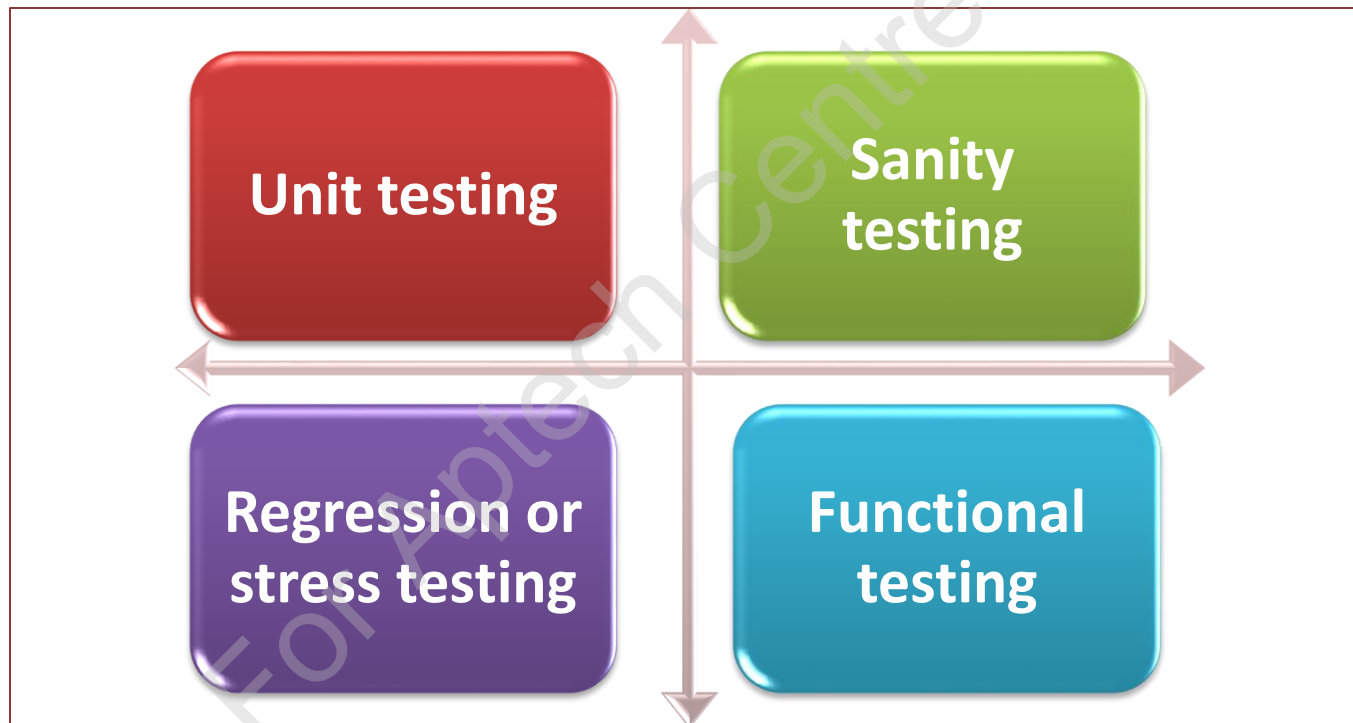 Unit testing
Sanity
testing
Regression or
stress testing
Functional
testing
For Aptech Centre